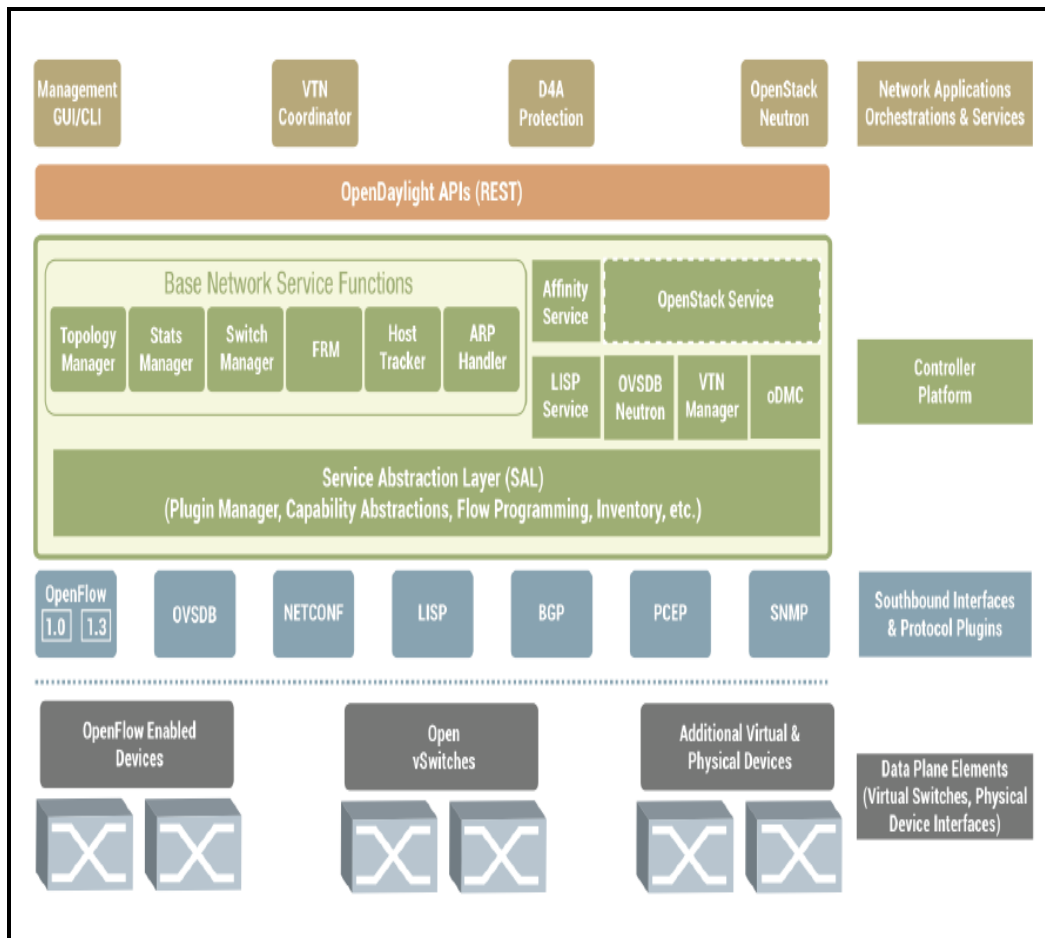 Management
GUI/CLI
VTN
Coordinator
D4A
Protection
OpenStack
Neutron
Network Applications
Orchestrations & Services
OpenDaylight APIs (REST)
Base Network Service Functions
Topology
Manager
Stats
Manager
Switch
Manager
FRM
Host
Tracker
ARP
Handler
Affinity
Service
OpenStack Service
LISP
Service
OVSDB
Neutron
VTN
Manager
oDMC
Controller
Platform
Service Abstraction Layer (SAL)
(Plugin Manager, Capability Abstractions, Flow Programming, Inventory, etc.)
OpenFlow
1.0 1.3
OVSDB
NETCONF
LISP
BGP
PCEP
SNMP
Southbound Interfaces
& Protocol Plugins
OpenFlow Enabled
Devices
Open
vSwitches
Additional Virtual &
Physical Devices
Data Plane Elements
(Virtual Switches, Physical
Device Interfaces)